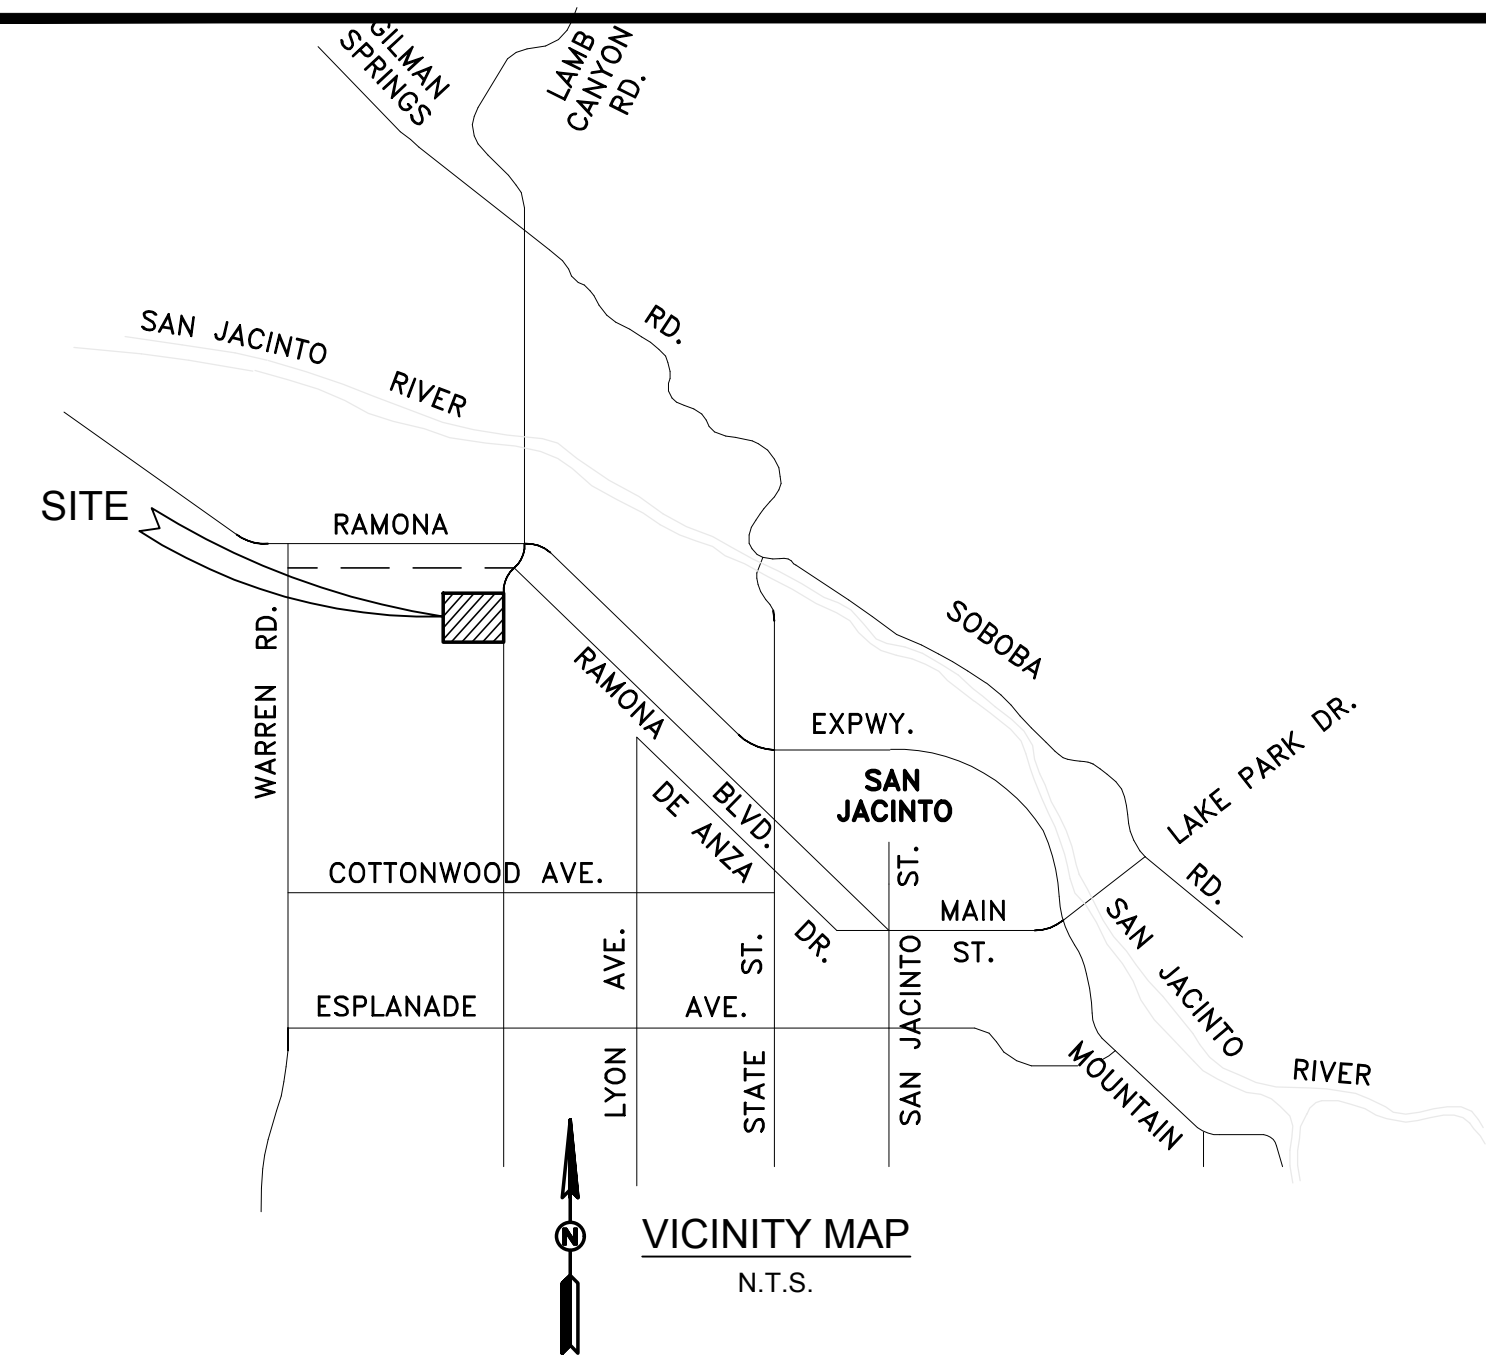 GILMAN
SPRINGS
LAMB
CANYON
RD.
RD.
SAN JACINTO
RIVER
SITE
RAMONA
WARREN RD.
SOBOBA
RAMONA
BLVD.
EXPWY.
LAKE PARK DR.
SAN
JACINTO
DE ANZA
DR.
COTTONWOOD AVE.
RD.
MAIN
ST.
SAN JACINTO ST.
SAN JACINTO
RIVER
LYON AVE.
STATE ST.
ESPLANADE AVE.
MOUNTAIN
N
VICINITY MAP
N.T.S.